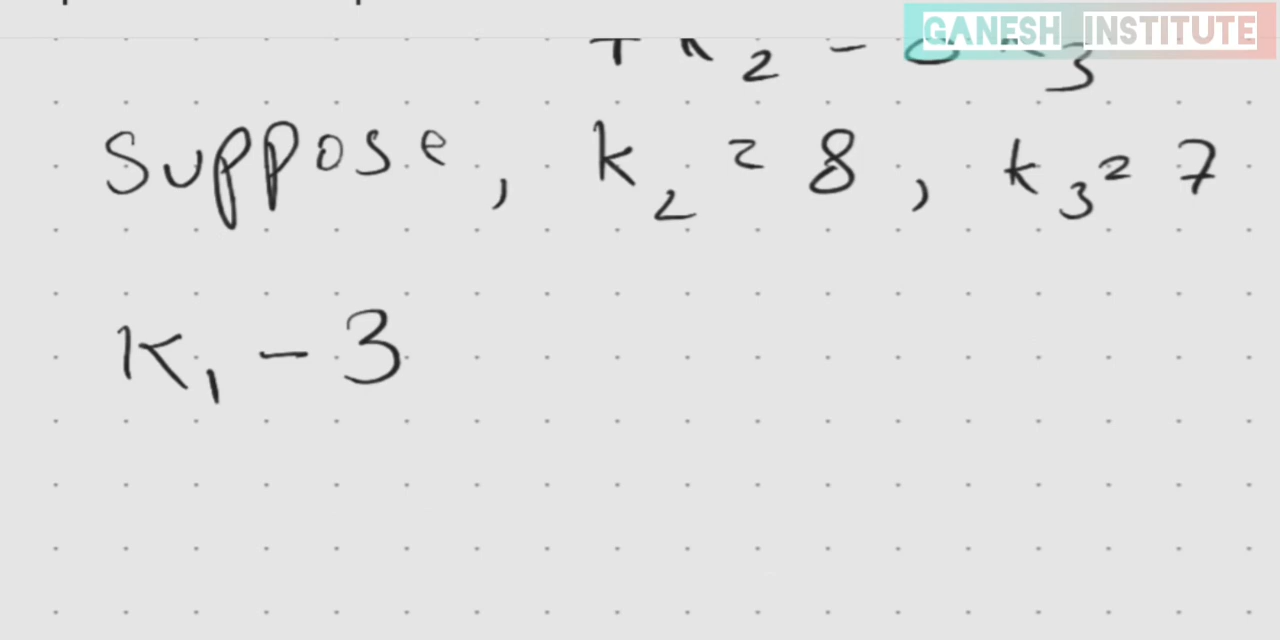 GANESH INSTITUTE
Suppose, k₂ = 8, k₃ = 7
K₁ - 3